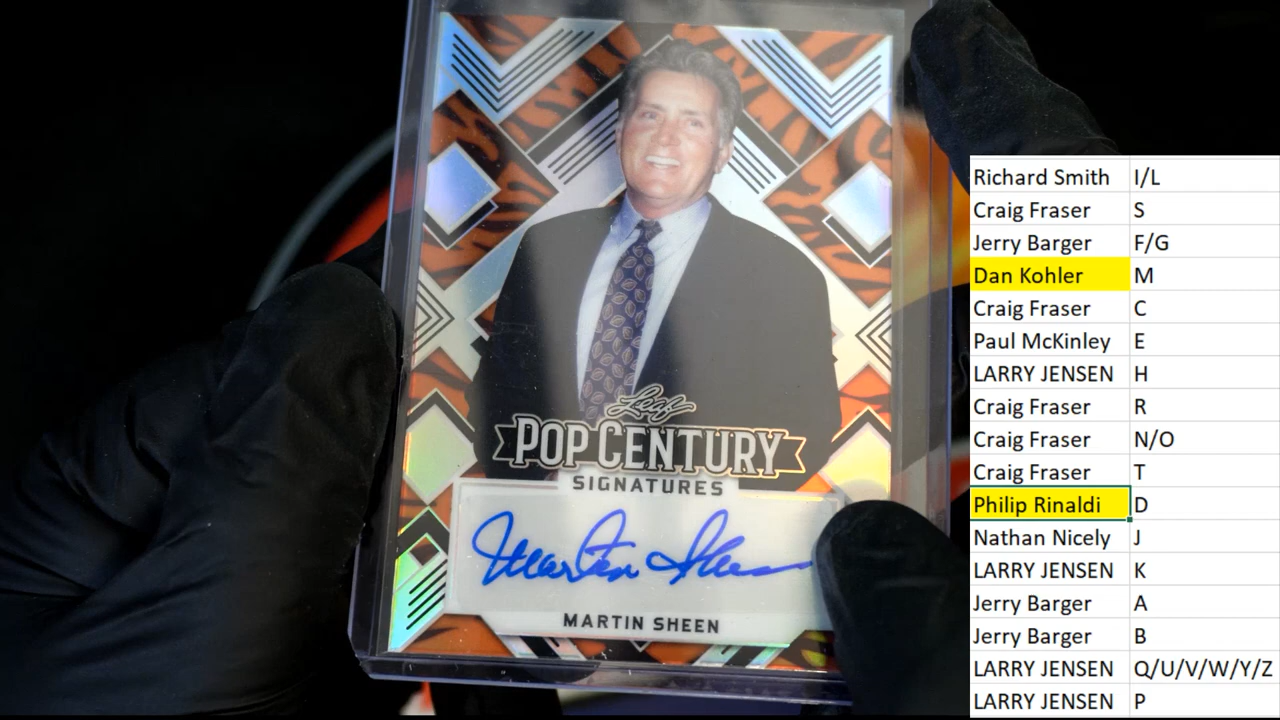 Leaf
POP CENTURY
SIGNATURES
Martin Sheen
MARTIN SHEEN
Richard Smith I/L
Craig Fraser S
Jerry Barger F/G
Dan Kohler M
Craig Fraser C
Paul McKinley E
LARRY JENSEN H
Craig Fraser R
Craig Fraser N/O
Craig Fraser T
Philip Rinaldi D
Nathan Nicely J
LARRY JENSEN K
Jerry Barger A
Jerry Barger B
LARRY JENSEN Q/U/V/W/Y/Z
LARRY JENSEN P